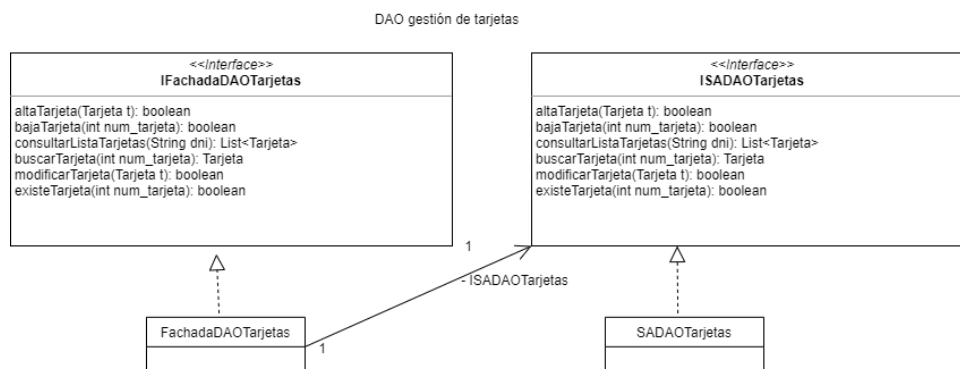 DAO gestión de tarjetas
<<Interface>>
IFachadaDAOTarjetas
altaTarjeta(Tarjeta t): boolean
bajaTarjeta(int num_tarjeta): boolean
consultarListaTarjetas(String dni): List<Tarjeta>
buscarTarjeta(int num_tarjeta): Tarjeta
modificarTarjeta(Tarjeta t): boolean
existeTarjeta(int num_tarjeta): boolean
<<Interface>>
ISADAOTarjetas
altaTarjeta(Tarjeta t): boolean
bajaTarjeta(int num_tarjeta): boolean
consultarListaTarjetas(String dni): List<Tarjeta>
buscarTarjeta(int num_tarjeta): Tarjeta
modificarTarjeta(Tarjeta t): boolean
existeTarjeta(int num_tarjeta): boolean
1
- ISADAOTarjetas
FachadaDAOTarjetas
1
SADAOTarjetas